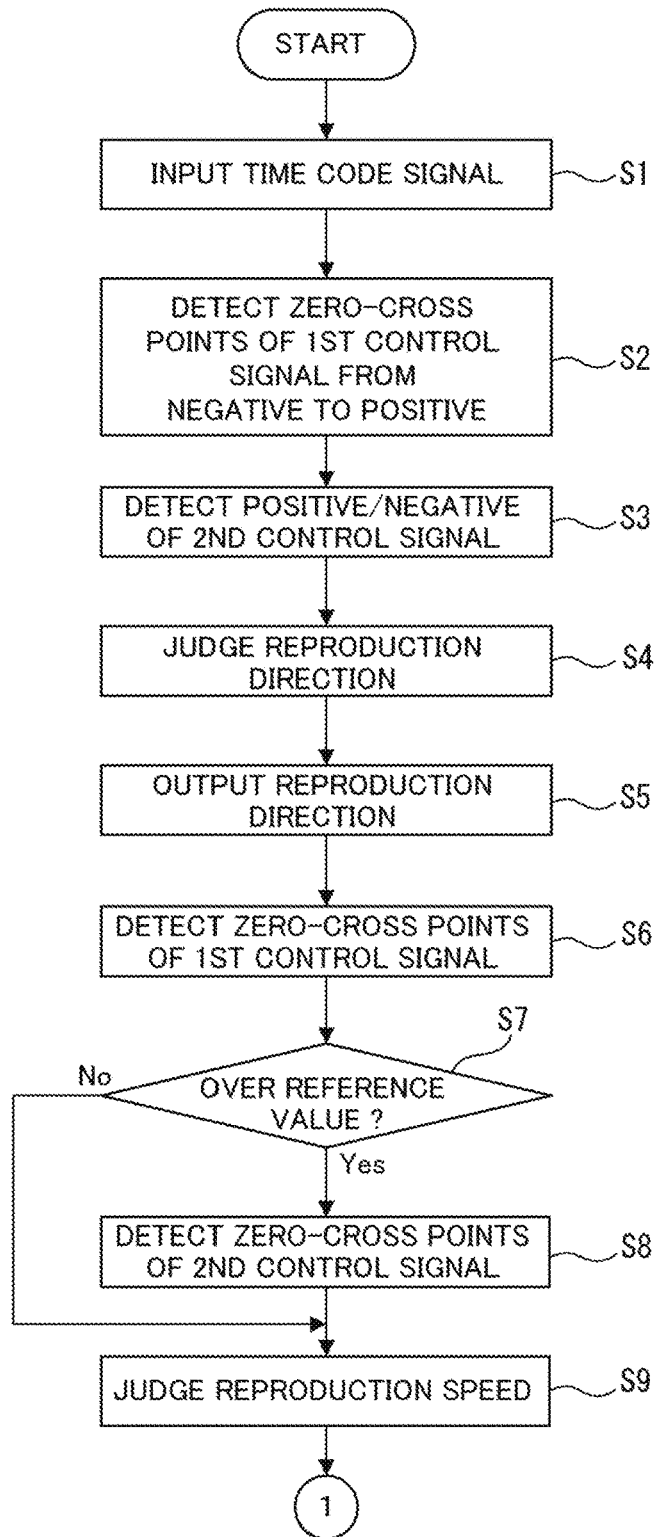 START
INPUT TIME CODE SIGNAL
S1
DETECT ZERO-CROSS
POINTS OF 1ST CONTROL
SIGNAL FROM
NEGATIVE TO POSITIVE
S2
DETECT POSITIVE/NEGATIVE
OF 2ND CONTROL SIGNAL
S3
JUDGE REPRODUCTION
DIRECTION
S4
OUTPUT REPRODUCTION
DIRECTION
S5
DETECT ZERO-CROSS POINTS
OF 1ST CONTROL SIGNAL
S6
S7
No
OVER REFERENCE
VALUE ?
Yes
DETECT ZERO-CROSS POINTS
OF 2ND CONTROL SIGNAL
S8
JUDGE REPRODUCTION SPEED
S9
1